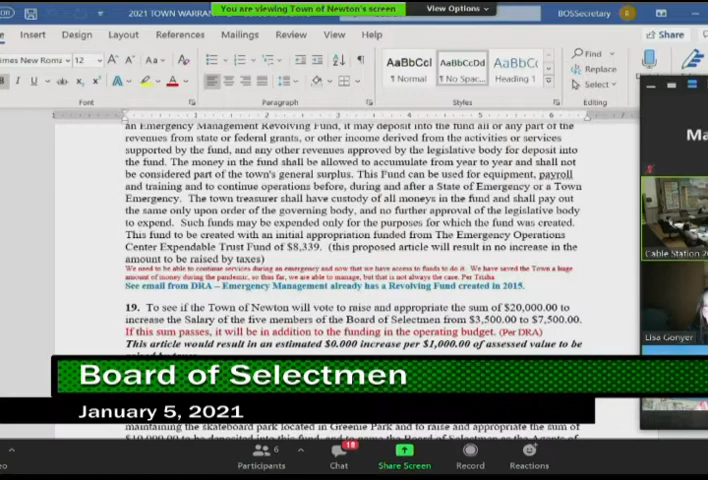 2021 TOWN WARRAN
You are viewing Town of Newton's screen
View Options
BOSSecretary
B
Insert
Design
Layout
References
Mailings
Review
View
Help
Share
imes New Roma
12
Aa
Font
Paragraph
AaBbCcI
¶ Normal
AaBbCcDd
¶ No Spac...
AaBbC
Heading 1
Styles
Find
Replace
Select
Editing
an Emergency Management Revolving Fund, it may deposit into the fund all or any part of the
revenues from state or federal grants, or other income derived from the activities or services
supported by the fund, and any other revenues approved by the legislative body for deposit into
the fund. The money in the fund shall be allowed to accumulate from year to year and shall not
be considered part of the town's general surplus. This Fund can be used for equipment, payroll
and training and to continue operations before, during and after a State of Emergency or a Town
Emergency. The town treasurer shall have custody of all moneys in the fund and shall pay out
the same only upon order of the governing body, and no further approval of the legislative body
to expend. Such funds may be expended only for the purposes for which the fund was created.
This fund to be created with an initial appropriation funded from The Emergency Operations
Center Expendable Trust Fund of $8,339. (this proposed article will result in no increase in the
amount to be raised by taxes)
We need to be able to continue services during an emergency and now that we have access to funds to do it. We have saved the Town a huge
amount of money during the pandemic, so thus far, we are able to manage, but that is not always the case. Per Trisha
See email from DRA – Emergency Management already has a Revolving Fund created in 2015.
19. To see if the Town of Newton will vote to raise and appropriate the sum of $20,000.00 to
increase the Salary of the five members of the Board of Selectmen from $3,500.00 to $7,500.00.
If this sum passes, it will be in addition to the funding in the operating budget. (Per DRA)
This article would result in an estimated $0.000 increase per $1,000.00 of assessed value to be
Board of Selectmen
January 5, 2021
maintaining the skateboard park located in Greenie Park and to raise and appropriate the sum of
Cable Station
Lisa Gonyer
Participants
6
Chat
18
Share Screen
Record
Reactions